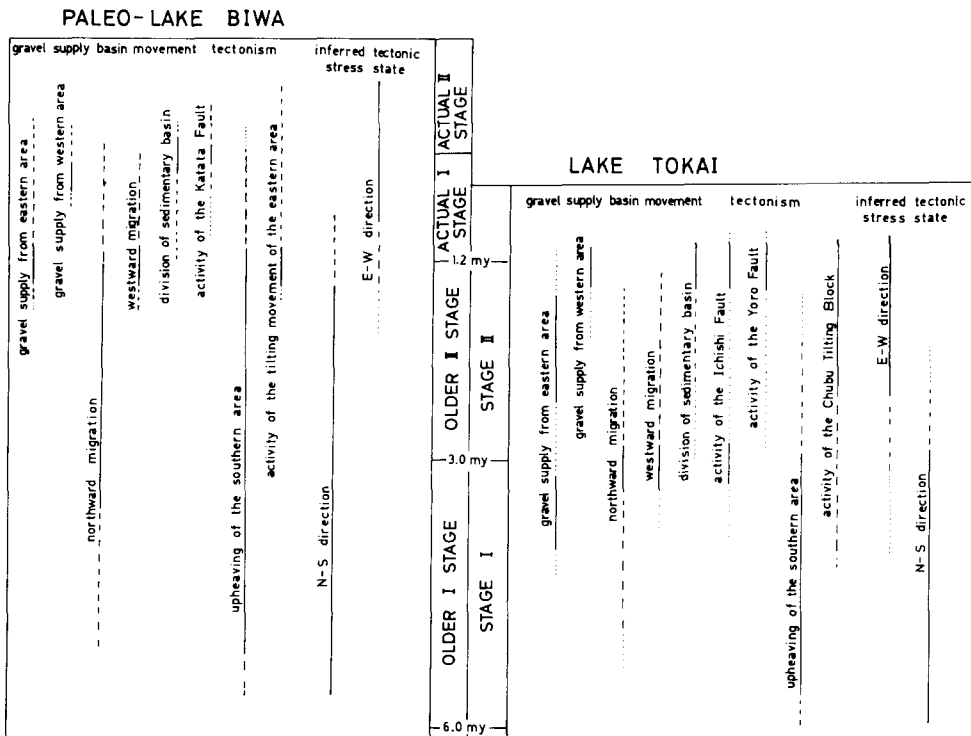 PALEO-LAKE BIWA
gravel supply basin movement tectonism inferred tectonic
stress state
gravel supply from eastern area
gravel supply from western area
northward migration
westward migration
division of sedimentary basin
activity of the Katata Fault
upheaving of the southern area
activity of the tilting movement of the eastern area
N-S direction
E-W direction
ACTUAL II
STAGE
ACTUAL I
STAGE
1.2 my
OLDER II STAGE
STAGE II
3.0 my
OLDER I STAGE
STAGE I
6.0 my
LAKE TOKAI
gravel supply basin movement tectonism inferred tectonic
stress state
gravel supply from eastern area
gravel supply from western area
northward migration
westward migration
division of sedimentary basin
activity of the Ichishi Fault
activity of the Yoro Fault
upheaving of the southern area
activity of the Chubu Tilting Block
E-W direction
N-S direction